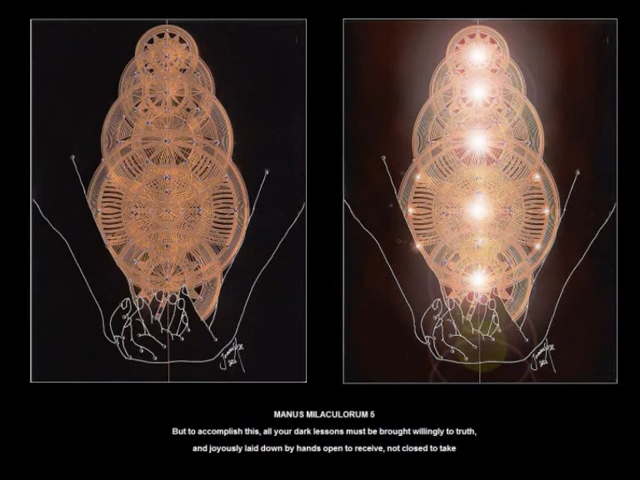 MANUS MILACULORUM 5
But to accomplish this, all your dark lessons must be brought willingly to truth,
and joyously laid down by hands open to receive, not closed to take